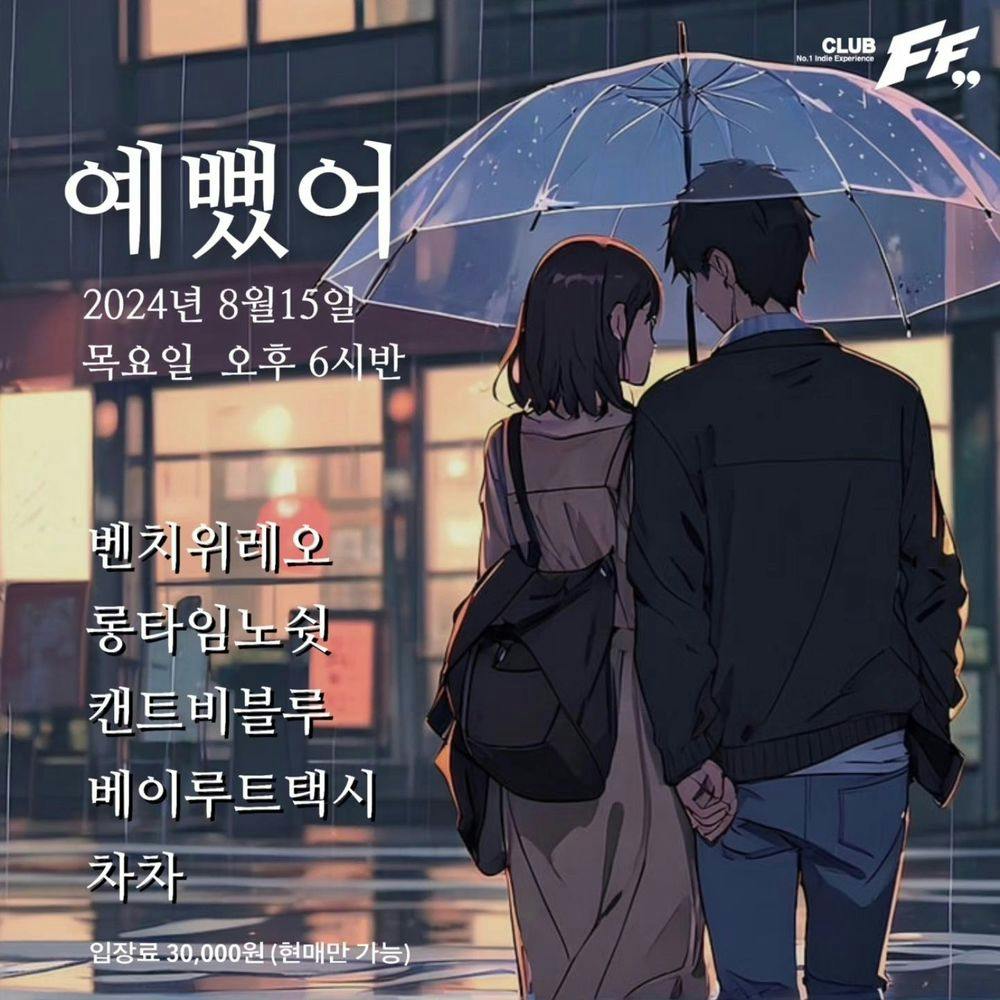 CLUB FF
No.1 Indie Experience
예뻤어
2024년 8월15일
목요일 오후 6시반
벤치위레오
롱타임노쉿
캔트비블루
베이루트택시
차차
입장료 30,000원 (현매만 가능)